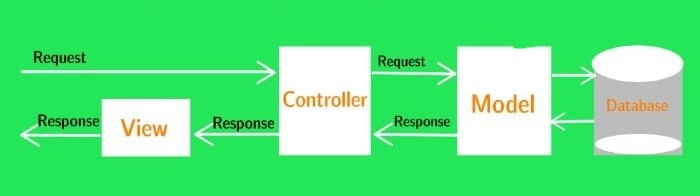 Request
Request
Controller
Model
Database
Response
View
Response
Response